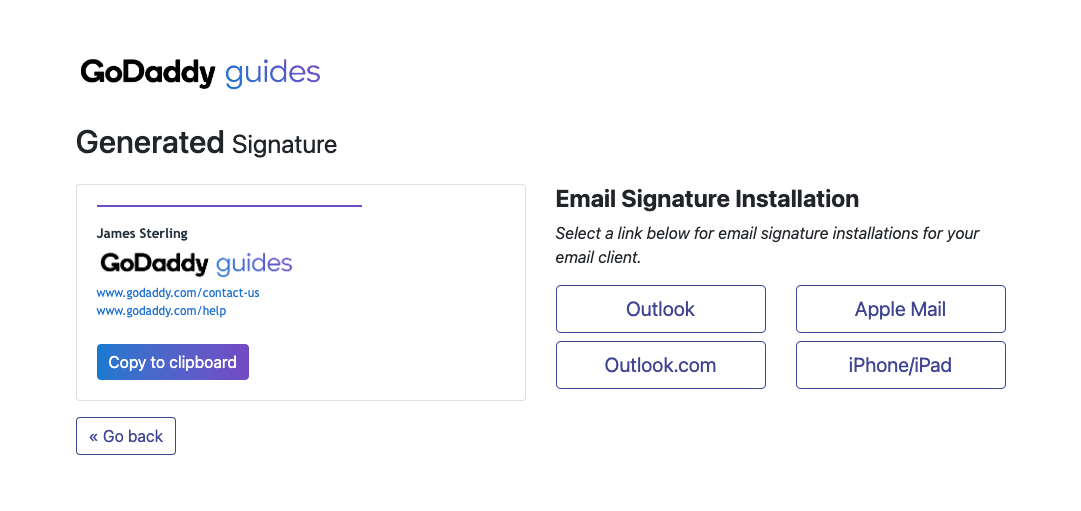 GoDaddy guides
Generated Signature
James Sterling
GoDaddy guides
www.godaddy.com/contact-us
www.godaddy.com/help
Copy to clipboard
« Go back
Email Signature Installation
Select a link below for email signature installations for your
email client.
Outlook
Apple Mail
Outlook.com
iPhone/iPad